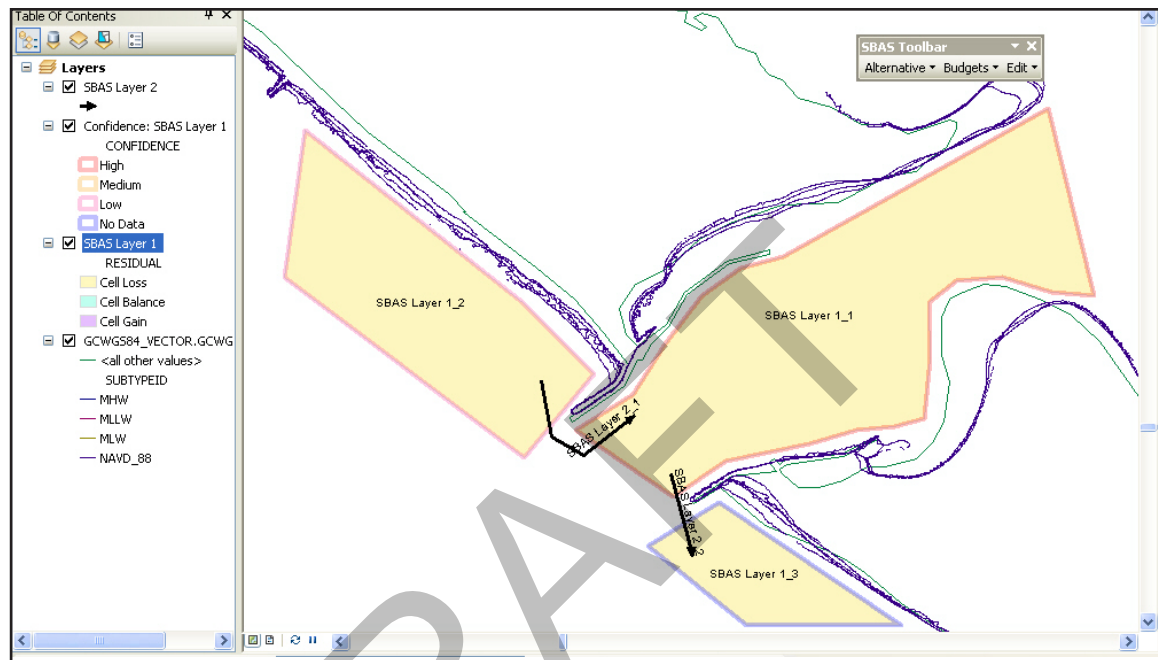 Table Of Contents
Layers
SBAS Layer 2
Confidence: SBAS Layer 1
CONFIDENCE
High
Medium
Low
No Data
SBAS Layer 1
RESIDUAL
Cell Loss
Cell Balance
Cell Gain
GCWGS84_VECTOR.GCWG
<all other values>
SUBTYPEID
MHW
MLLW
MLW
NAVD_88
SBAS Toolbar
Alternative Budgets Edit
SBAS Layer 1_2
SBAS Layer 1_1
SBAS Layer 2_1
SBAS Layer 2_2
SBAS Layer 1_3
DRAFT